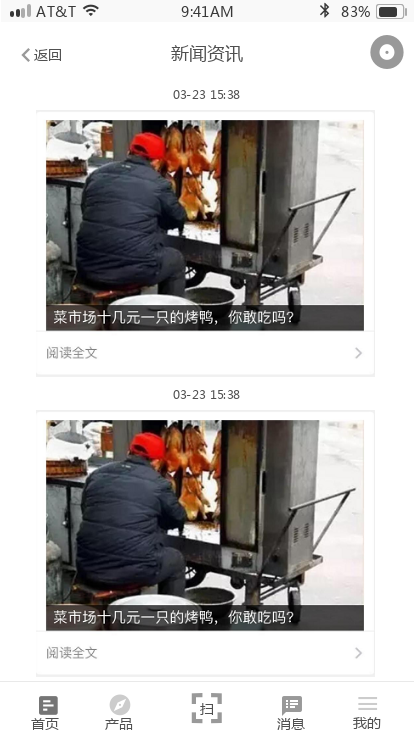 AT&T 9:41AM 83%
返回 新闻资讯
03-23 15:38
菜市场十几元一只的烤鸭，你敢吃吗？
阅读全文
03-23 15:38
菜市场十几元一只的烤鸭，你敢吃吗？
阅读全文
扫
首页 产品 消息 我的